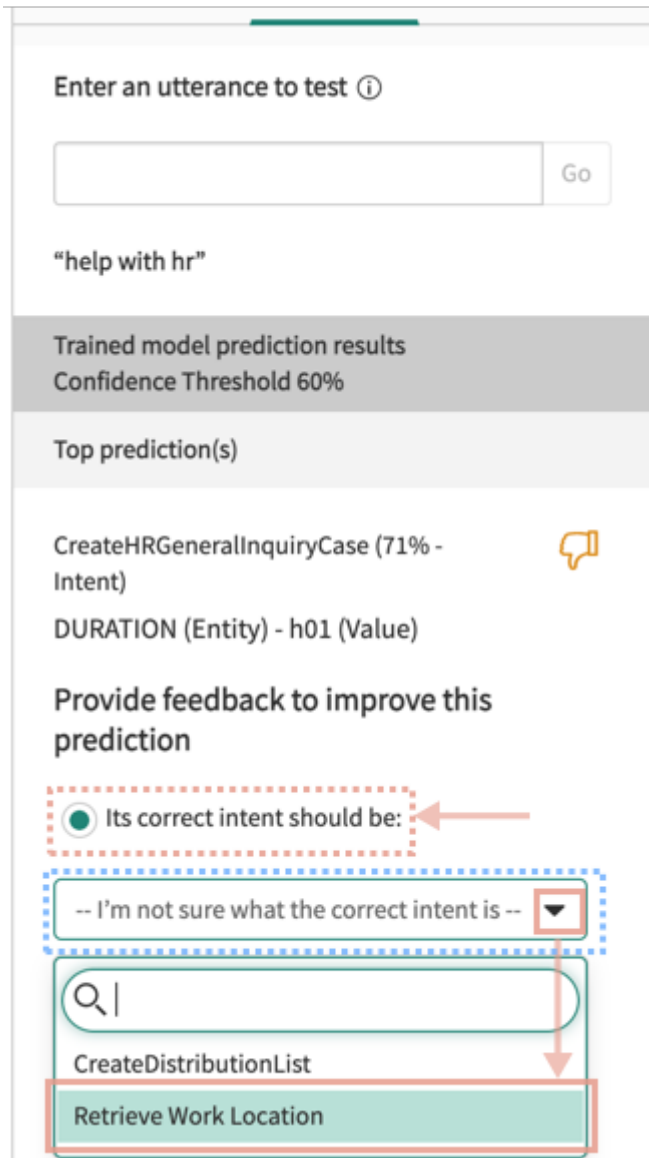 Enter an utterance to test
Go
“help with hr”
Trained model prediction results
Confidence Threshold 60%
Top prediction(s)
CreateHRGeneralInquiryCase (71% -
Intent)
DURATION (Entity) - h01 (Value)
Provide feedback to improve this
prediction
Its correct intent should be:
-- I’m not sure what the correct intent is --
CreateDistributionList
Retrieve Work Location